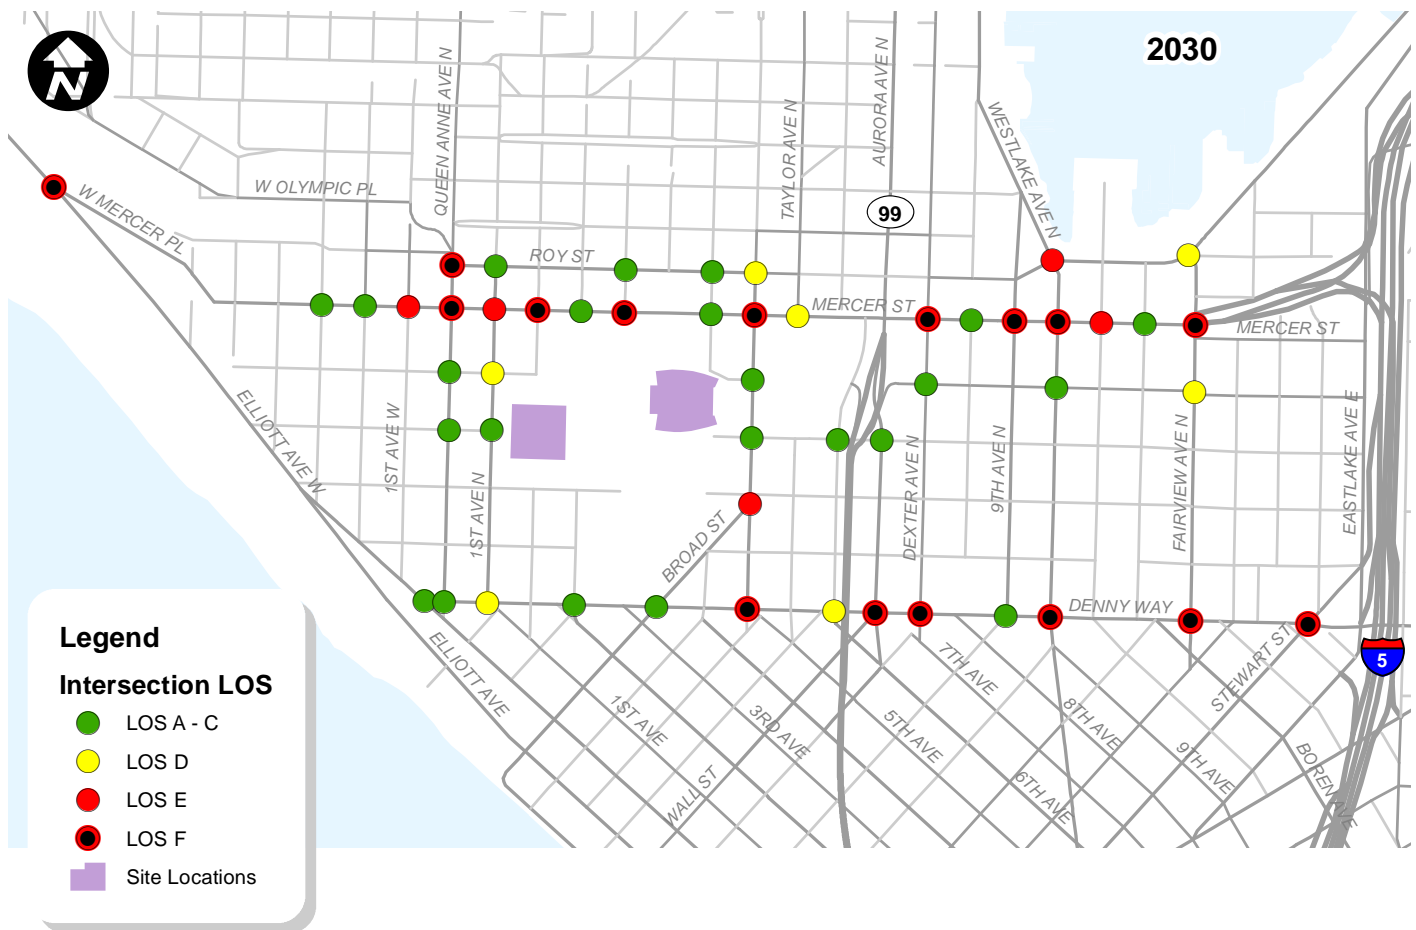 2030
N
QUEEN ANNE AVE N
TAYLOR AVE N
AURORA AVE N
WESTLAKE AVE N
99
W OLYMPIC PL
W MERCER PL
ROY ST
MERCER ST
MERCER ST
ELLIOTT AVE W
1ST AVE W
1ST AVE N
BROAD ST
DEXTER AVE N
9TH AVE N
FAIRVIEW AVE N
EASTLAKE AVE E
DENNY WAY
ELLIOTT AVE
1ST AVE
3RD AVE
WALL ST
5TH AVE
7TH AVE
6TH AVE
8TH AVE
9TH AVE
STEWART ST
BOREN AVE
5
Legend
Intersection LOS
LOS A - C
LOS D
LOS E
LOS F
Site Locations